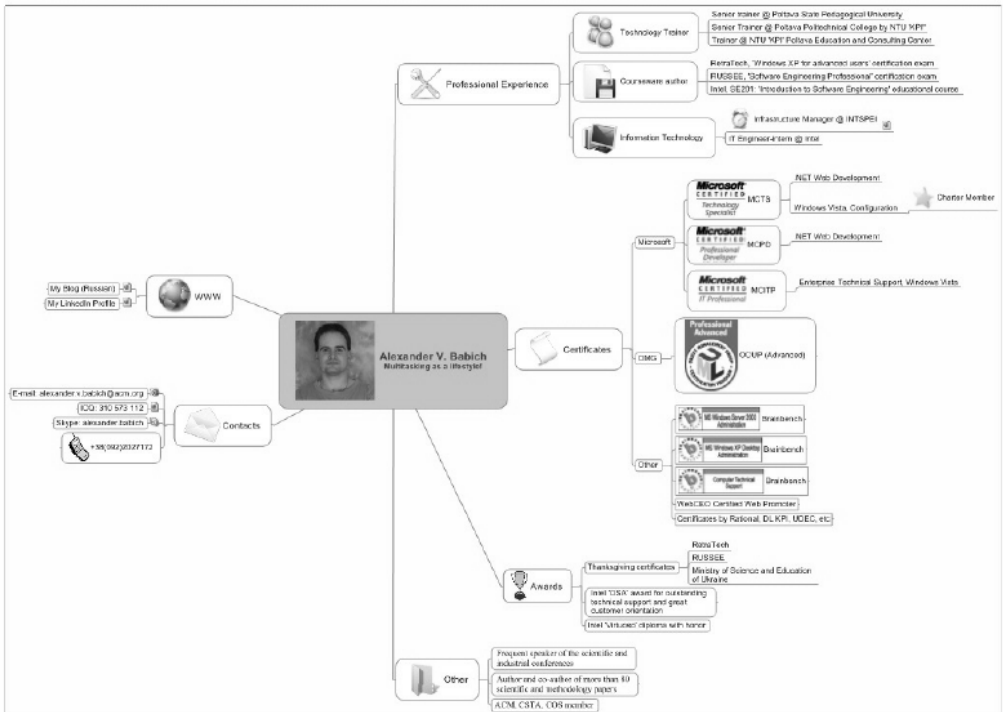 Senior trainer @ Poltava State Pedagogical University
Technology Trainer
Senior Trainer @ Poltava Politechnical College by NTU 'KPI'
Trainer @ NTU 'KPI' Poltava Education and Consulting Center
Professional Experience
RetraTech, 'Windows XP for advanced users' certification exam
Courseware author
RUSSEE, 'Software Engineering Professional' certification exam
Intel, SE201: 'Introduction to Software Engineering' educational course
Infrastructure Manager @ INTSPEI
Information Technology
IT Engineer-intern @ Intel
Microsoft
Microsoft
CERTIFIED
Technology
Specialist
MCTS
.NET Web Development
Windows Vista, Configuration
Charter Member
Microsoft
CERTIFIED
Professional
Developer
MCPD
.NET Web Development
Microsoft
CERTIFIED
IT Professional
MCITP
Enterprise Technical Support, Windows Vista
WWW
My Blog (Russian)
My LinkedIn Profile
Alexander V. Babich
Multitasking as a lifestyle!
Certificates
OMG
Professional
Advanced
UML
OCUP (Advanced)
Contacts
E-mail: alexander.v.babich@acm.org
ICQ: 310 573 112
Skype: alexander.babich
Other
MS Windows Server 2003
Administration
Brainbench
MS Windows XP Desktop
Administration
Brainbench
Computer Technical
Support
Brainbench
WebCEO Certified Web Promoter
Certificates by Rational, DL KPI, UDEC, etc
Awards
Thanksgiving certificates
RetraTech
RUSSEE
Ministry of Science and Education
of Ukraine
Intel 'DSA' award for outstanding
technical support and great
customer orientation
Intel 'Virtuoso' diploma with honor
Other
Frequent speaker of the scientific and
industrial conferences
Author and co-author of more than 80
scientific and methodology papers
ACM, CSTA, COS member